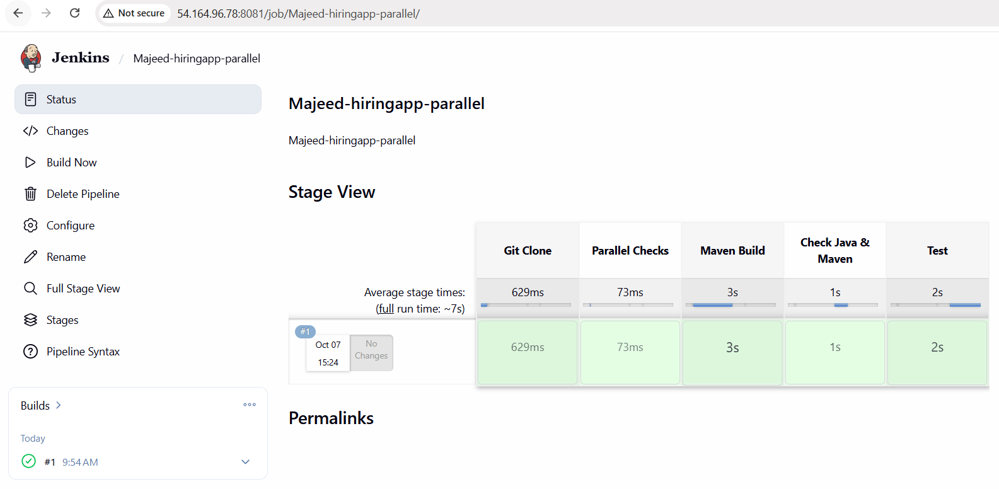 Not secure 54.164.96.78:8081/job/Majeed-hiringapp-parallel/
Jenkins / Majeed-hiringapp-parallel
Status
Changes
Build Now
Delete Pipeline
Configure
Rename
Full Stage View
Stages
Pipeline Syntax
Builds
Today
#1 9:54 AM
Majeed-hiringapp-parallel
Majeed-hiringapp-parallel
Stage View
Git Clone Parallel Checks Maven Build Check Java & Maven Test
Average stage times: 629ms 73ms 3s 1s 2s
(full run time: ~7s)
#1
Oct 07
15:24
No
Changes
629ms 73ms 3s 1s 2s
Permalinks